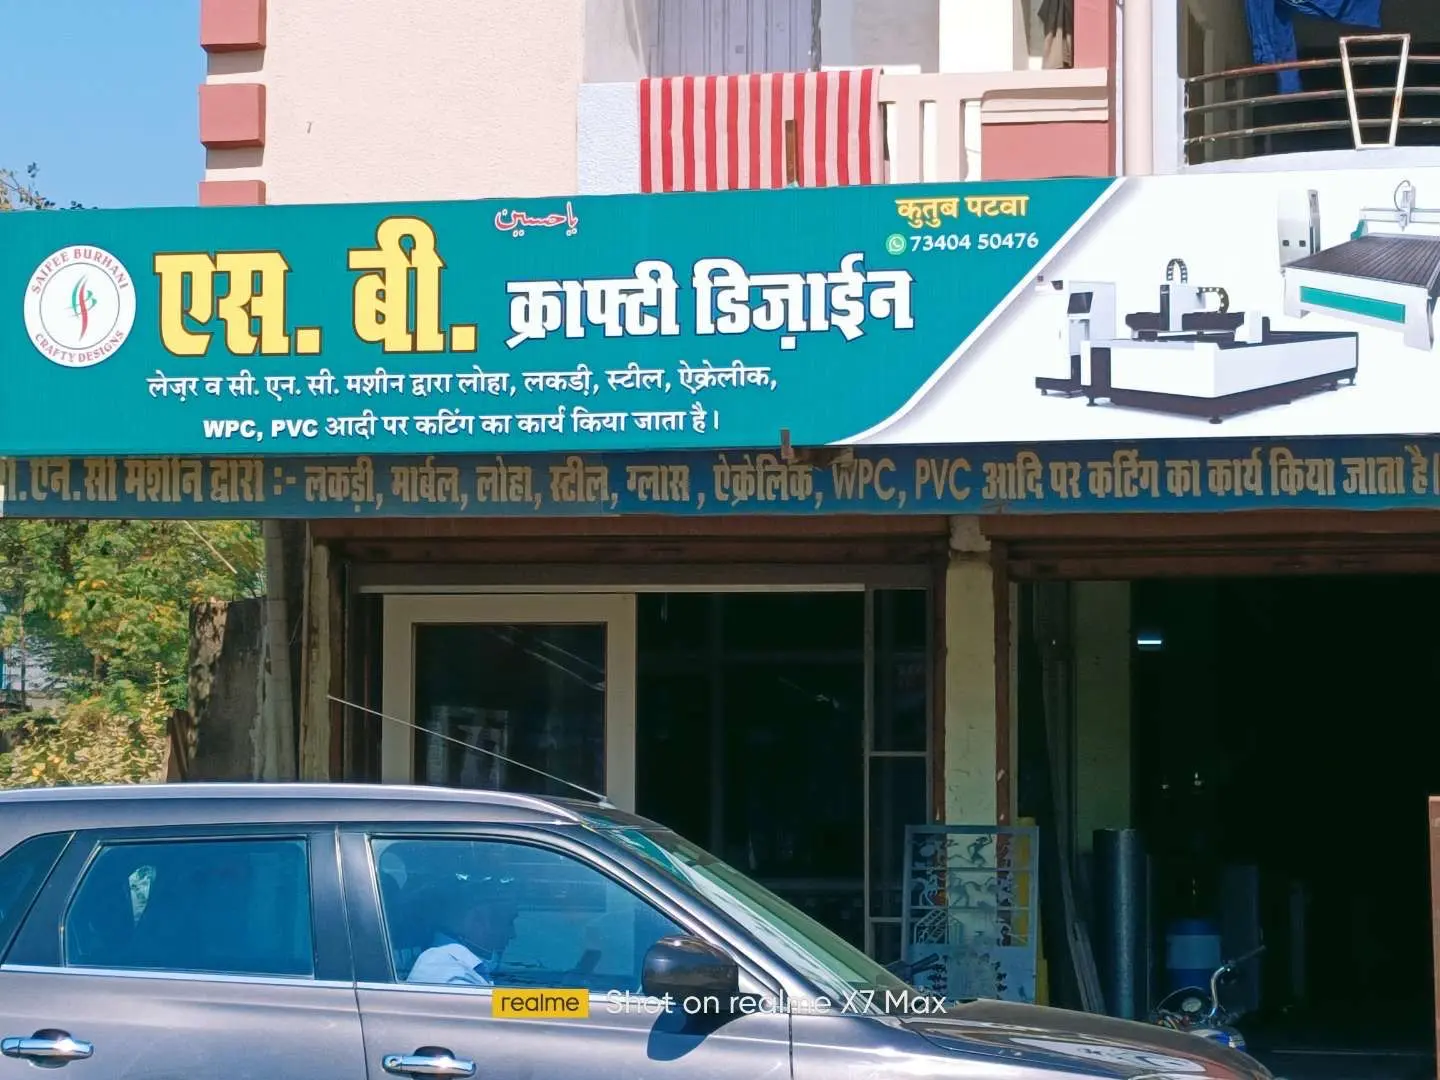 ياحسين
कुतुब पटवा
73404 50476
SAIFEE BURHANI
CRAFTY DESIGNS
एस. बी. क्राफ्टी डिज़ाईन
लेज़र व सी. एन. सी. मशीन द्वारा लोहा, लकडी़, स्टील, ऐक्रेलीक,
WPC, PVC आदी पर कटिंग का कार्य किया जाता है।
.एन.सी मशीन द्वारा :- लकड़ी, मार्बल, लोहा, स्टील, ग्लास , ऐक्रेलिक, WPC, PVC आदि पर कटिंग का कार्य किया जाता है।
realme Shot on realme X7 Max